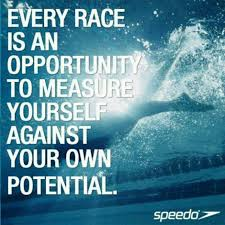 EVERY RACE
IS AN
OPPORTUNITY
TO MEASURE
YOURSELF
AGAINST
YOUR OWN
POTENTIAL.
speedo